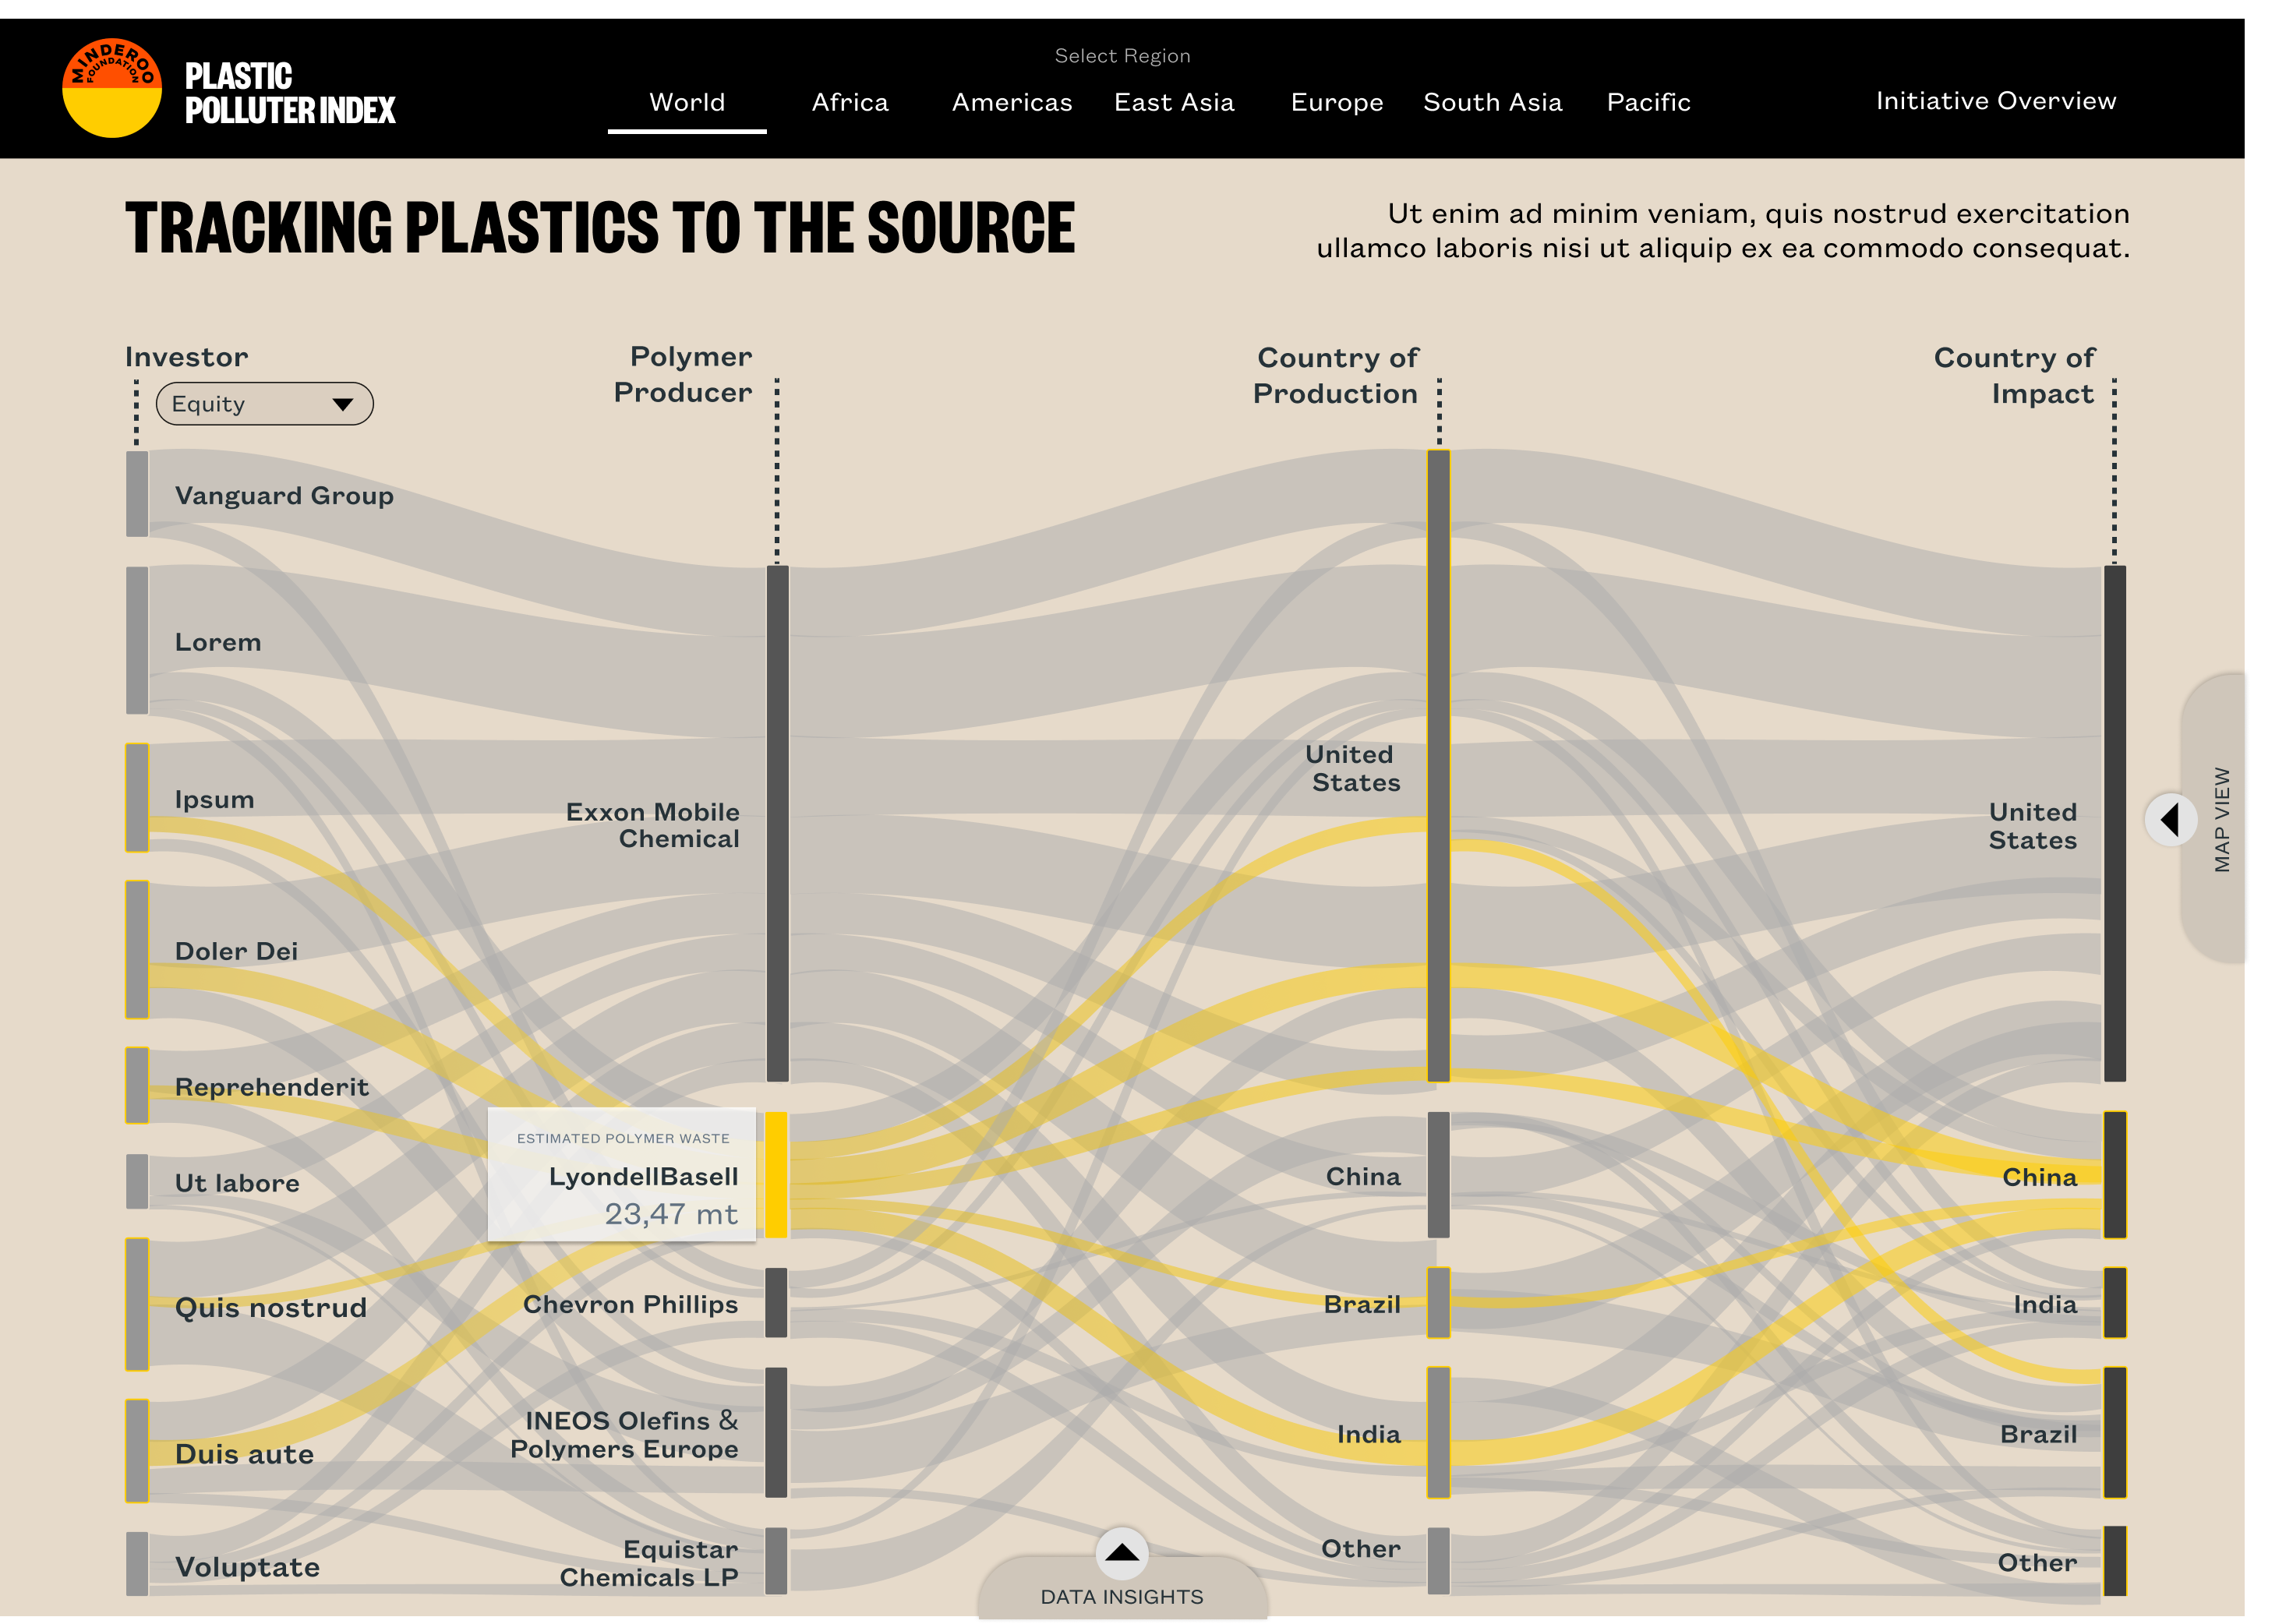 MINDEROO
FOUNDATION
PLASTIC
POLLUTER INDEX
Select Region
World
Africa
Americas
East Asia
Europe
South Asia
Pacific
Initiative Overview
TRACKING PLASTICS TO THE SOURCE
Ut enim ad minim veniam, quis nostrud exercitation
ullamco laboris nisi ut aliquip ex ea commodo consequat.
Investor
Equity
Polymer
Producer
Country of
Production
Country of
Impact
Vanguard Group
Lorem
Ipsum
Doler Dei
Reprehenderit
Ut labore
Quis nostrud
Duis aute
Voluptate
Exxon Mobile
Chemical
ESTIMATED POLYMER WASTE
LyondellBasell
23,47 mt
Chevron Phillips
INEOS Olefins &
Polymers Europe
Equistar
Chemicals LP
United
States
China
Brazil
India
Other
United
States
China
India
Brazil
Other
MAP VIEW
DATA INSIGHTS